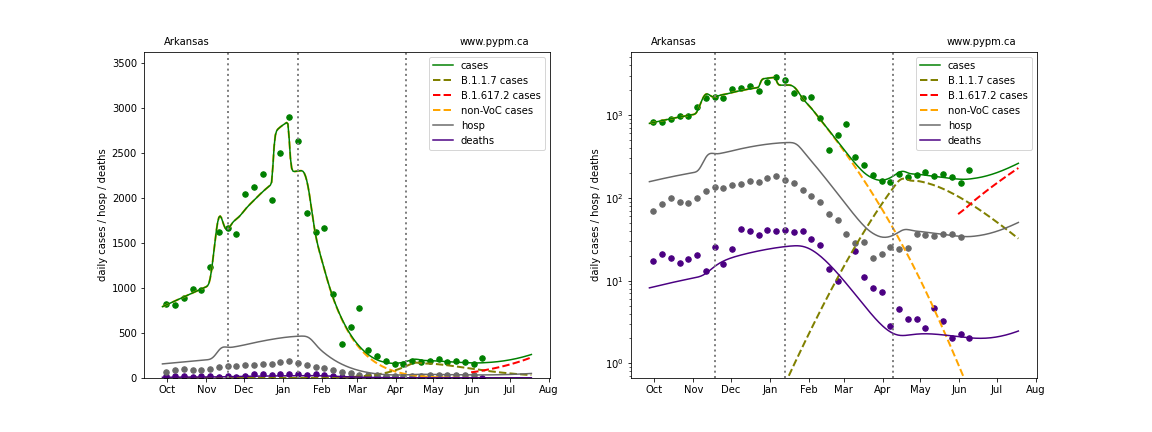 Arkansas
www.pypm.ca
daily cases / hosp / deaths
3500
3000
2500
2000
1500
1000
500
0
cases
B.1.1.7 cases
B.1.617.2 cases
non-VoC cases
hosp
deaths
Oct Nov Dec Jan Feb Mar Apr May Jun Jul Aug
Arkansas
www.pypm.ca
daily cases / hosp / deaths
10³
10²
10¹
10⁰
cases
B.1.1.7 cases
B.1.617.2 cases
non-VoC cases
hosp
deaths
Oct Nov Dec Jan Feb Mar Apr May Jun Jul Aug